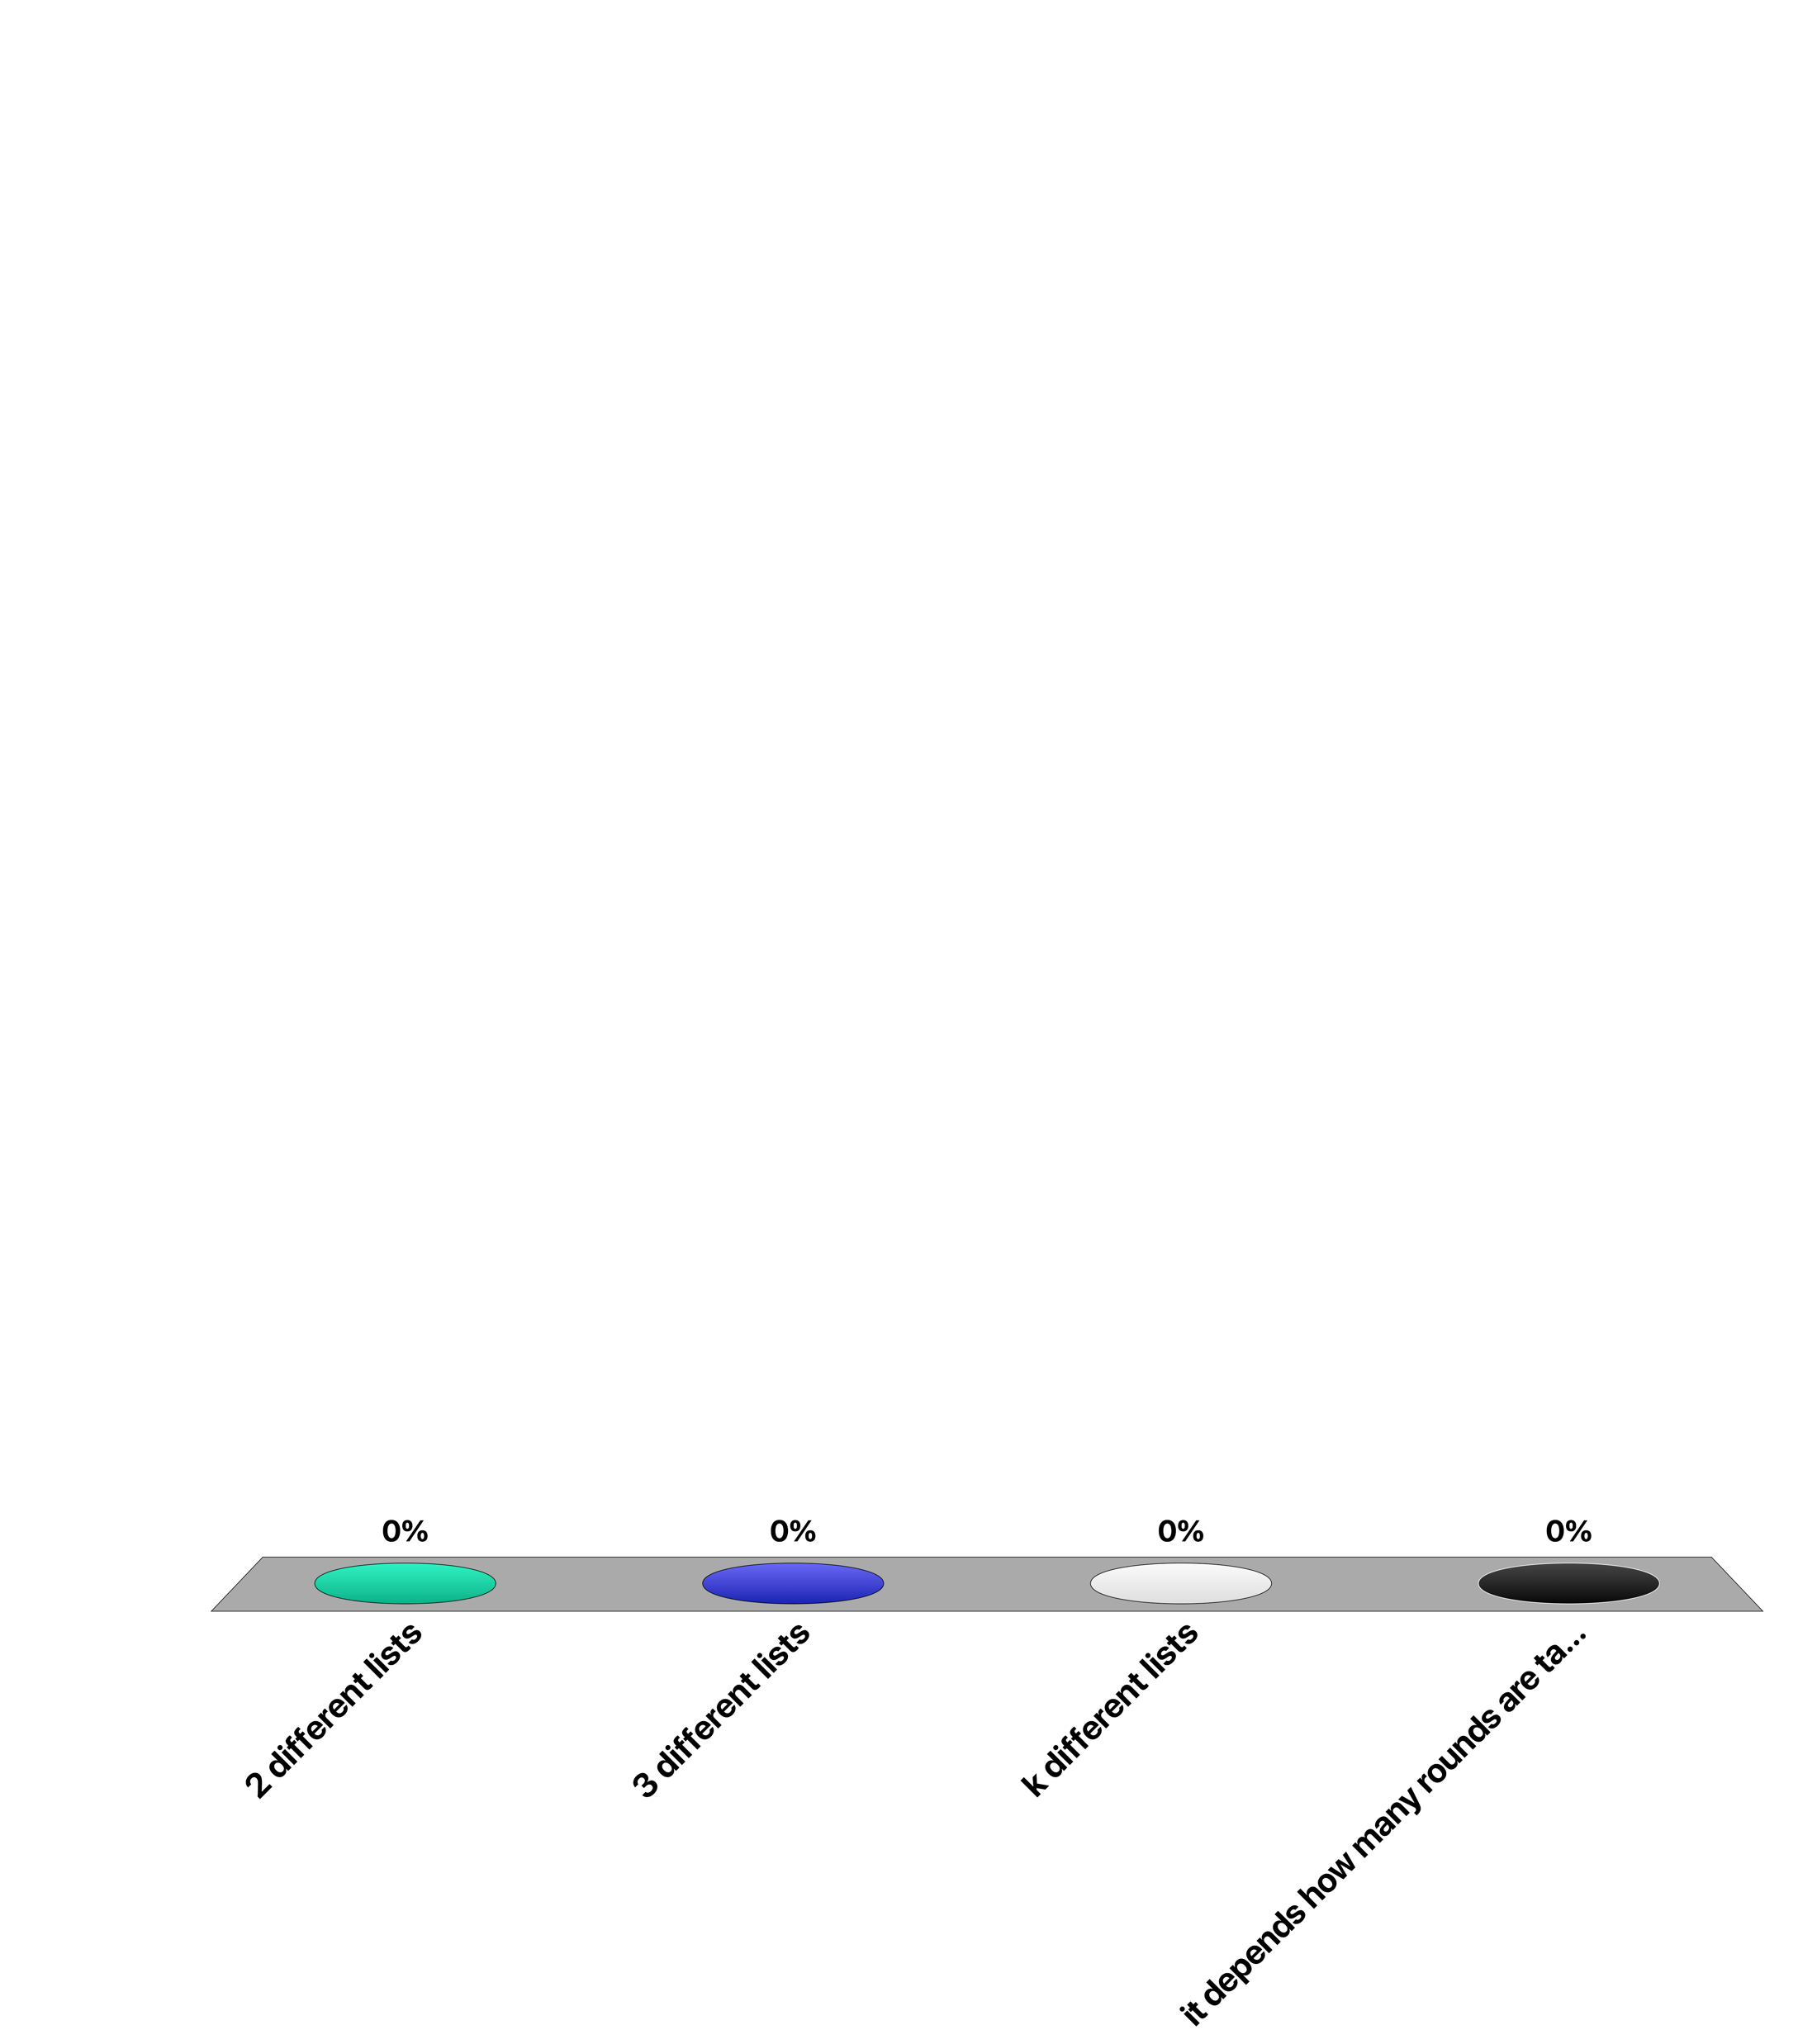 0%
0%
0%
0%
2 different lists
3 different lists
k different lists
it depends how many rounds are ta...